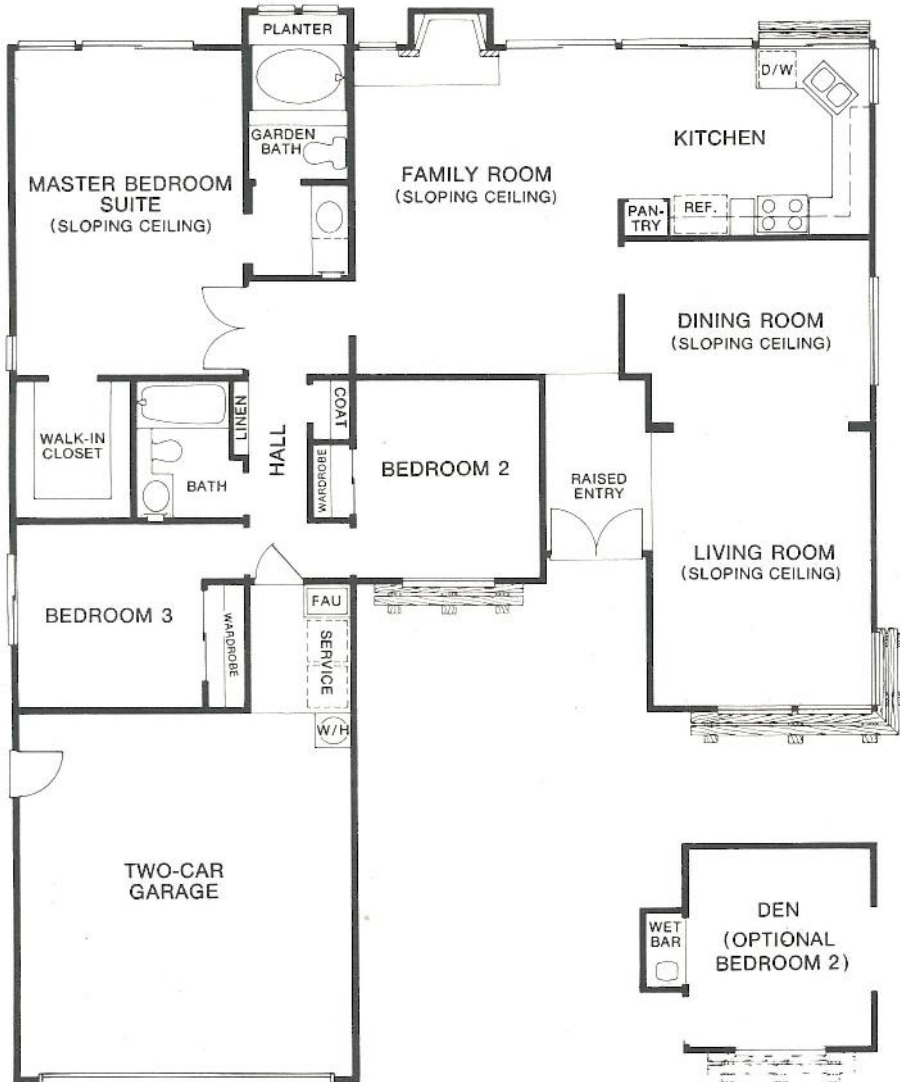 PLANTER
D/W
GARDEN
BATH
KITCHEN
MASTER BEDROOM
SUITE
(SLOPING CEILING)
FAMILY ROOM
(SLOPING CEILING)
PAN-
TRY
REF.
DINING ROOM
(SLOPING CEILING)
WALK-IN
CLOSET
LINEN
BATH
HALL
COAT
WARDROBE
BEDROOM 2
RAISED
ENTRY
LIVING ROOM
(SLOPING CEILING)
BEDROOM 3
WARDROBE
FAU
SERVICE
W/H
TWO-CAR
GARAGE
WET
BAR
DEN
(OPTIONAL
BEDROOM 2)